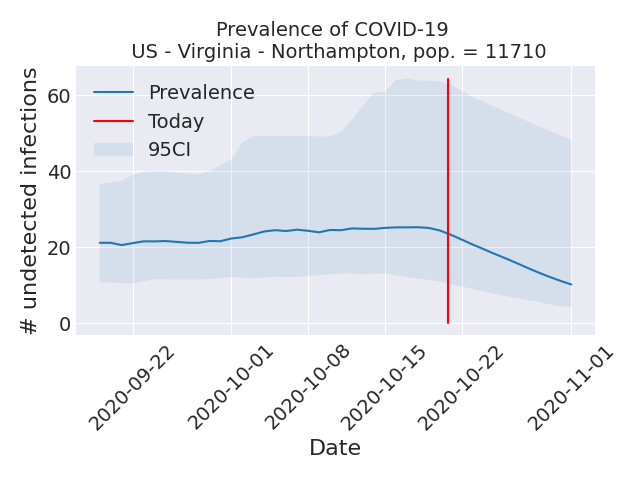 Prevalence of COVID-19
US - Virginia - Northampton, pop. = 11710
# undetected infections
60
40
20
0
Prevalence
Today
95CI
2020-09-22
2020-10-01
2020-10-08
2020-10-15
2020-10-22
2020-11-01
Date